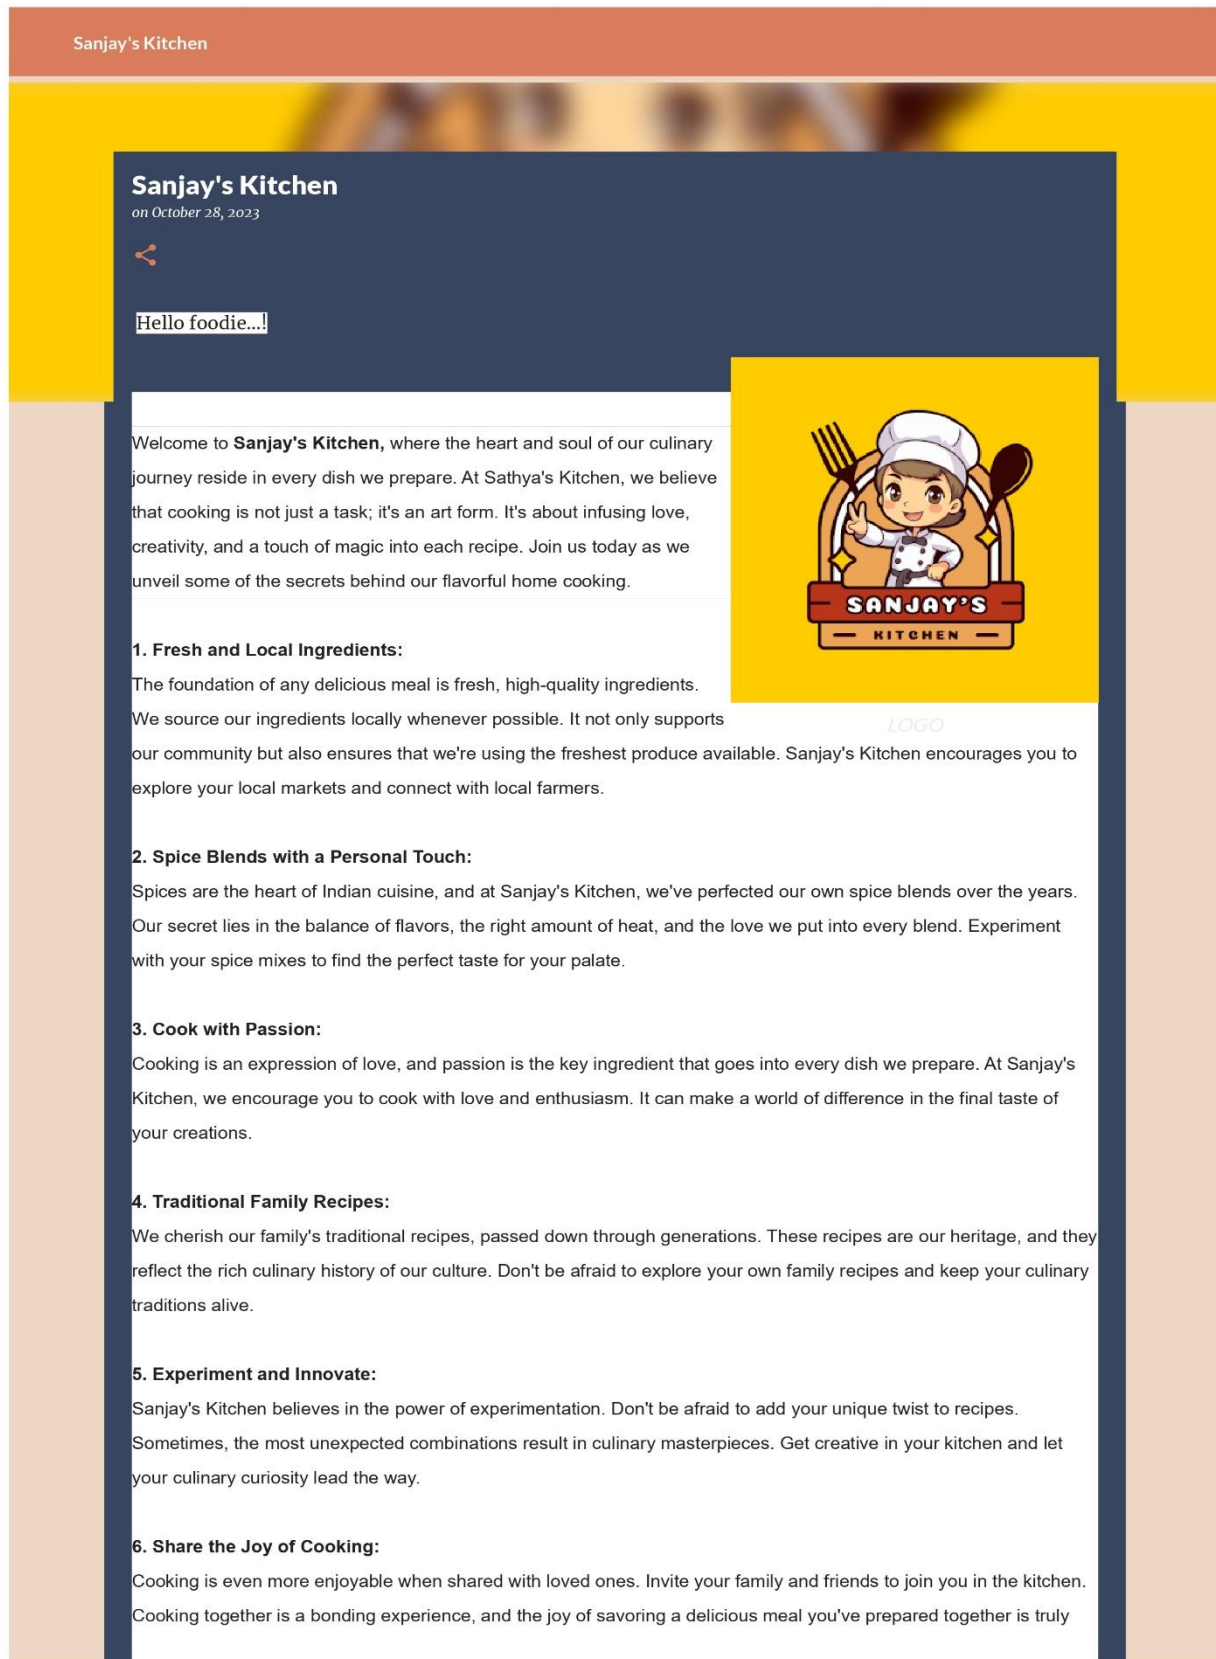 Sanjay's Kitchen
Sanjay's Kitchen
on October 28, 2023
Hello foodie...!
Welcome to Sanjay's Kitchen, where the heart and soul of our culinary
journey reside in every dish we prepare. At Sathya's Kitchen, we believe
that cooking is not just a task; it's an art form. It's about infusing love,
creativity, and a touch of magic into each recipe. Join us today as we
unveil some of the secrets behind our flavorful home cooking.
SANJAY'S
KITCHEN
LOGO
1. Fresh and Local Ingredients:
The foundation of any delicious meal is fresh, high-quality ingredients.
We source our ingredients locally whenever possible. It not only supports
our community but also ensures that we're using the freshest produce available. Sanjay's Kitchen encourages you to
explore your local markets and connect with local farmers.
2. Spice Blends with a Personal Touch:
Spices are the heart of Indian cuisine, and at Sanjay's Kitchen, we've perfected our own spice blends over the years.
Our secret lies in the balance of flavors, the right amount of heat, and the love we put into every blend. Experiment
with your spice mixes to find the perfect taste for your palate.
3. Cook with Passion:
Cooking is an expression of love, and passion is the key ingredient that goes into every dish we prepare. At Sanjay's
Kitchen, we encourage you to cook with love and enthusiasm. It can make a world of difference in the final taste of
your creations.
4. Traditional Family Recipes:
We cherish our family's traditional recipes, passed down through generations. These recipes are our heritage, and they
reflect the rich culinary history of our culture. Don't be afraid to explore your own family recipes and keep your culinary
traditions alive.
5. Experiment and Innovate:
Sanjay's Kitchen believes in the power of experimentation. Don't be afraid to add your unique twist to recipes.
Sometimes, the most unexpected combinations result in culinary masterpieces. Get creative in your kitchen and let
your culinary curiosity lead the way.
6. Share the Joy of Cooking:
Cooking is even more enjoyable when shared with loved ones. Invite your family and friends to join you in the kitchen.
Cooking together is a bonding experience, and the joy of savoring a delicious meal you've prepared together is truly